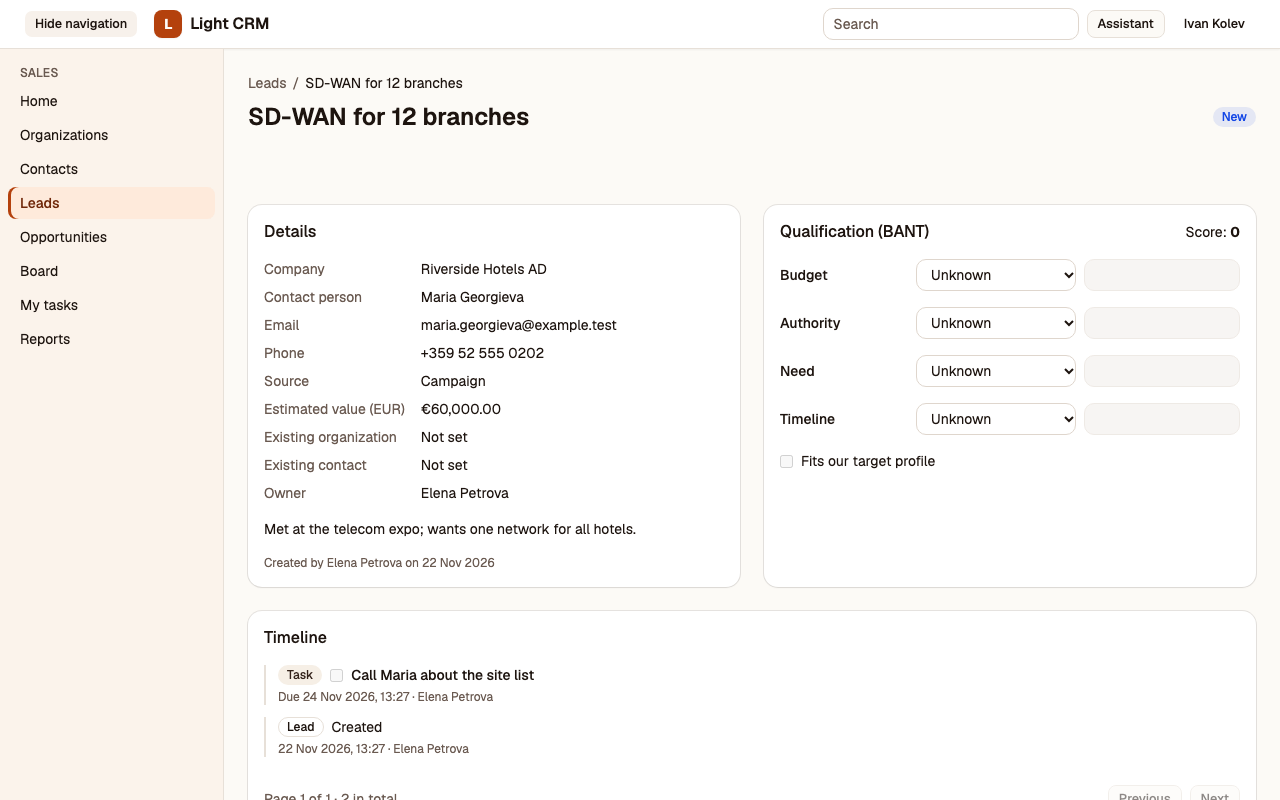 Hide navigation
L
Light CRM
Search
Assistant
Ivan Kolev
SALES
Home
Organizations
Contacts
Leads
Opportunities
Board
My tasks
Reports
Leads / SD-WAN for 12 branches
SD-WAN for 12 branches
New
Details
Company Riverside Hotels AD
Contact person Maria Georgieva
Email maria.georgieva@example.test
Phone +359 52 555 0202
Source Campaign
Estimated value (EUR) €60,000.00
Existing organization Not set
Existing contact Not set
Owner Elena Petrova
Met at the telecom expo; wants one network for all hotels.
Created by Elena Petrova on 22 Nov 2026
Qualification (BANT) Score: 0
Budget Unknown
Authority Unknown
Need Unknown
Timeline Unknown
Fits our target profile
Timeline
Task Call Maria about the site list
Due 24 Nov 2026, 13:27 · Elena Petrova
Lead Created
22 Nov 2026, 13:27 · Elena Petrova
Page 1 of 1 · 2 in total
Previous Next